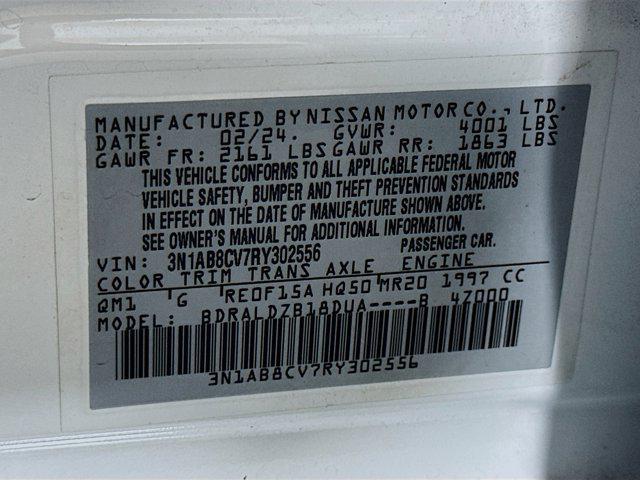 MANUFACTURED BY NISSAN MOTOR CO., LTD.
DATE: 02/24. GVWR: 4001 LBS
GAWR FR: 2161 LBS GAWR RR: 1863 LBS
THIS VEHICLE CONFORMS TO ALL APPLICABLE FEDERAL MOTOR
VEHICLE SAFETY, BUMPER AND THEFT PREVENTION STANDARDS
IN EFFECT ON THE DATE OF MANUFACTURE SHOWN ABOVE.
SEE OWNER'S MANUAL FOR ADDITIONAL INFORMATION.
VIN: 3N1AB8CV7RY302556 PASSENGER CAR.
COLOR TRIM TRANS AXLE ENGINE
QM1 G RE0F15A HQ50 MR20 1997 CC
MODEL: BDRALDZB18DUA----B 47000
3N1AB8CV7RY302556